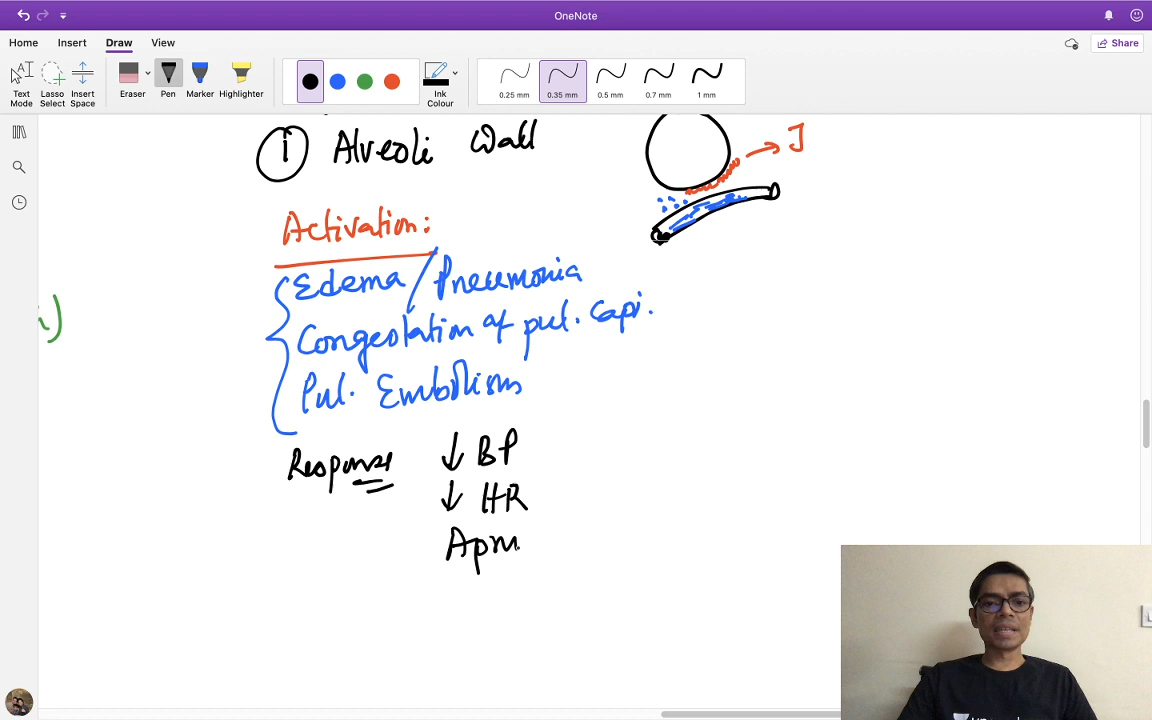 OneNote
Home Insert Draw View
Share
Text Mode
Lasso Select
Insert Space
Eraser
Pen
Marker
Highlighter
Ink Colour
0.25 mm
0.35 mm
0.5 mm
0.7 mm
1 mm
① Alveoli Wall
→ J
Activation:
Edema / Pneumonia
Congestation of pul. Capi.
Pul. Embolism
Response ↓ BP
↓ HR
Apn